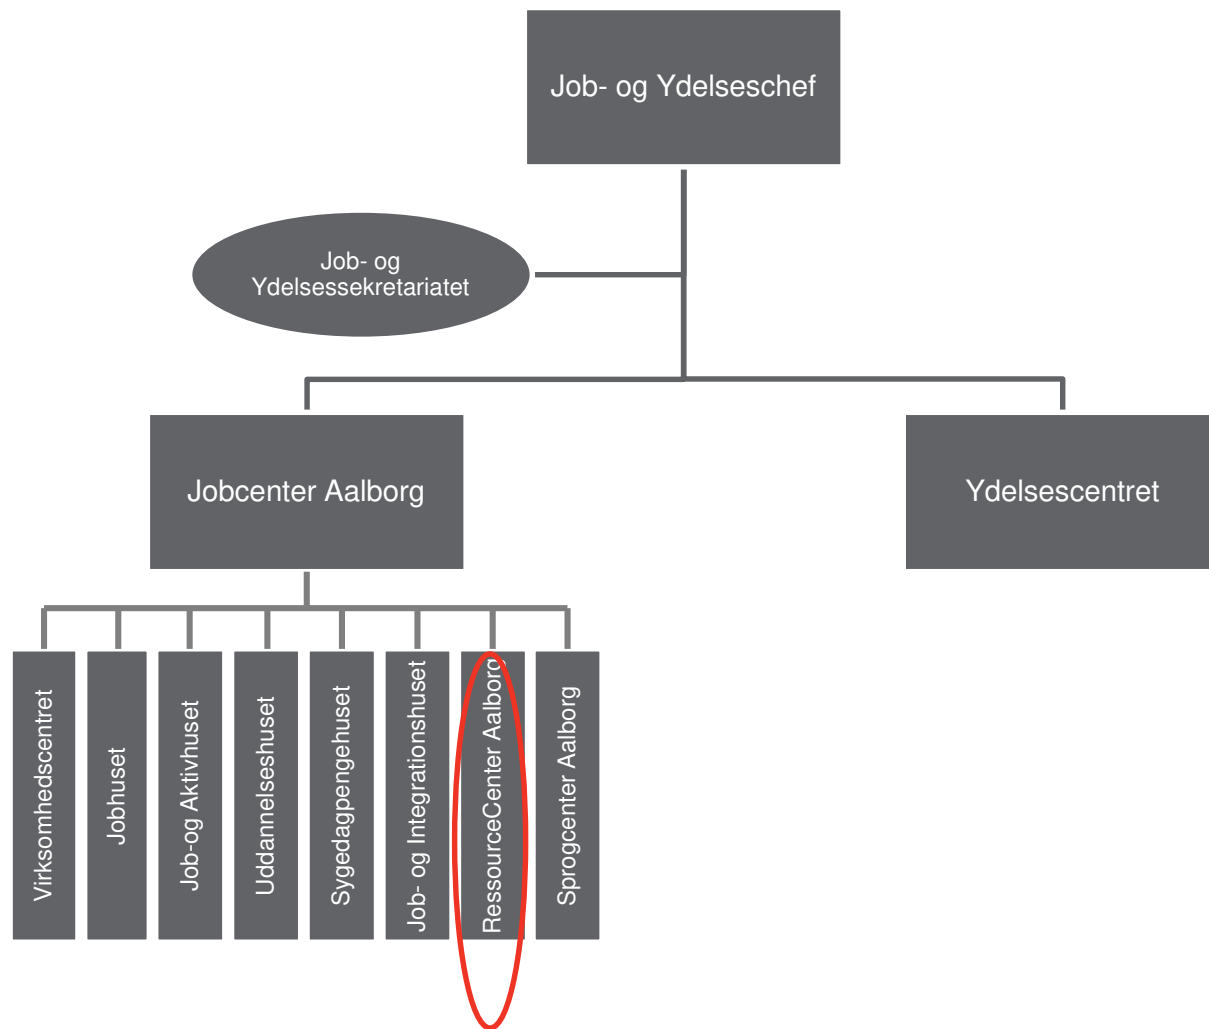 Job- og Ydelseschef
Job- og
Ydelsessekretariatet
Jobcenter Aalborg
Ydelsescentret
Virksomhedscentret
Jobhuset
Job-og Aktivhuset
Uddannelseshuset
Sygedagpengehuset
Job- og Integrationshuset
RessourceCenter Aalborg
Sprogcenter Aalborg